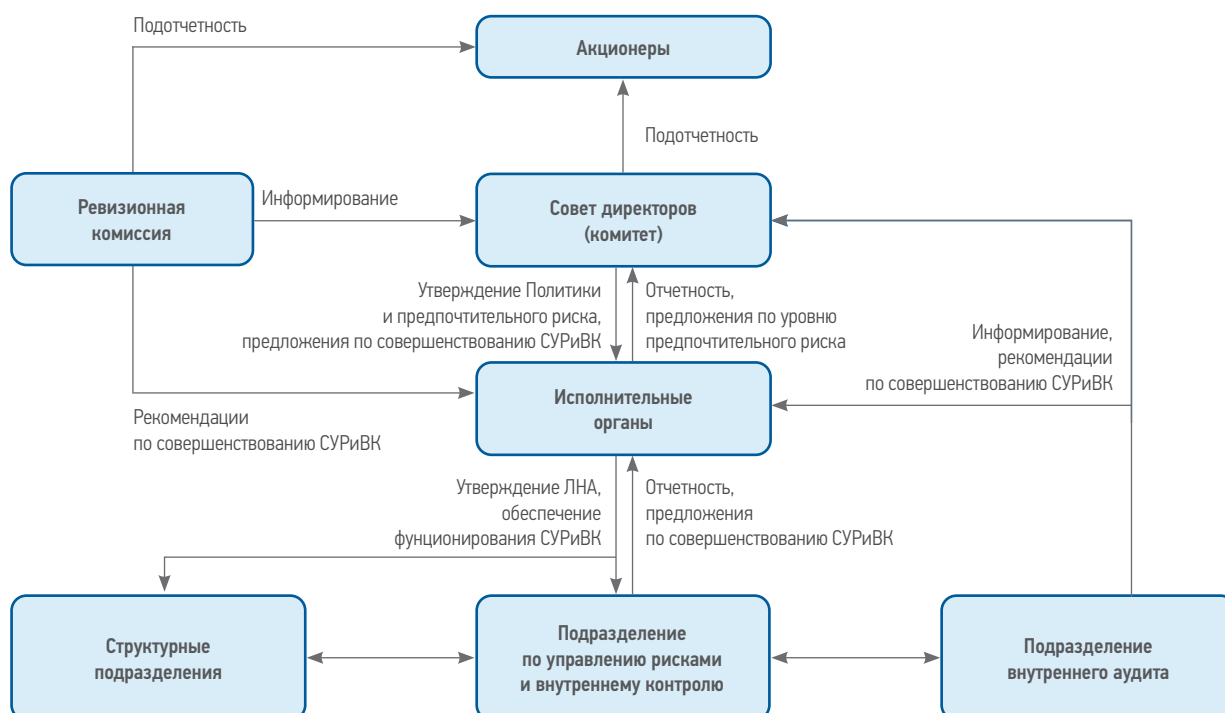 Подотчетность
Акционеры
Подотчетность
Ревизионная
комиссия
Информирование
Совет директоров
(комитет)
Утверждение Политики
и предпочтительного риска,
предложения по совершенствованию СУРиВК
Отчетность,
предложения по уровню
предпочтительного риска
Информирование,
рекомендации
по совершенствованию СУРиВК
Исполнительные
органы
Рекомендации
по совершенствованию СУРиВК
Утверждение ЛНА,
обеспечение
фунционирования СУРиВК
Отчетность,
предложения
по совершенствованию СУРиВК
Структурные
подразделения
Подразделение
по управлению рисками
и внутреннему контролю
Подразделение
внутреннего аудита